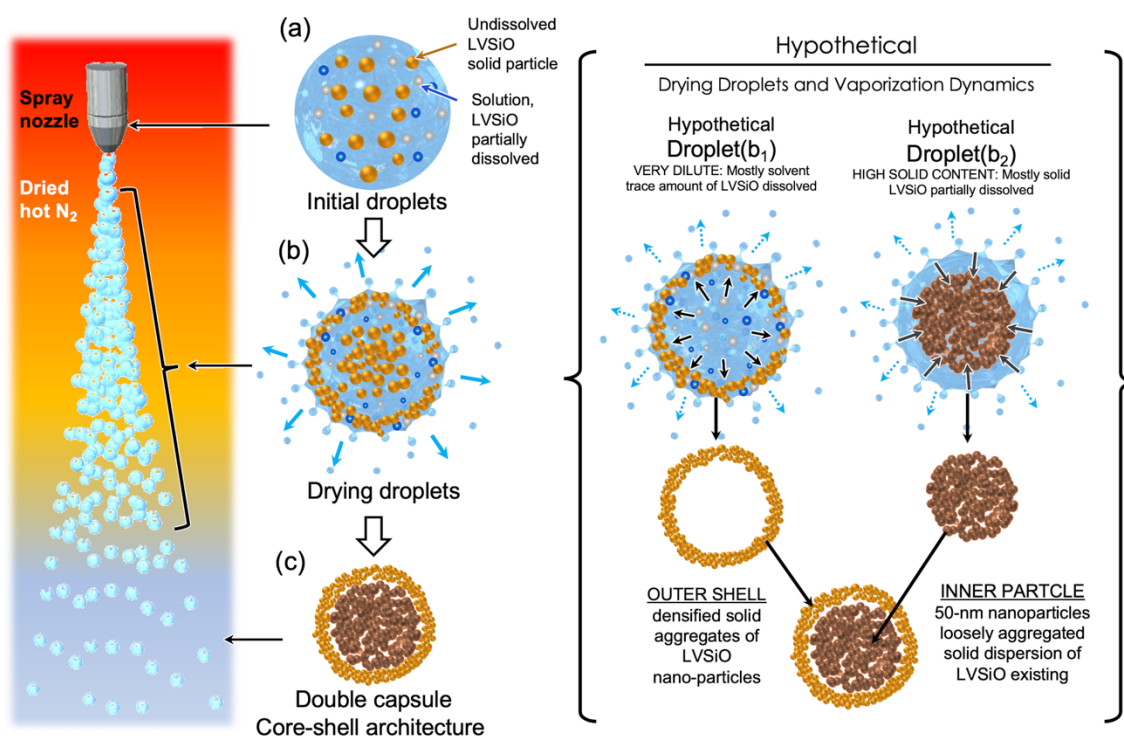 Spray
nozzle
Dried
hot N₂
(a)
Undissolved
LVSiO
solid particle
Solution,
LVSiO
partially
dissolved
Initial droplets
(b)
Drying droplets
(c)
Double capsule
Core-shell architecture
Hypothetical
Drying Droplets and Vaporization Dynamics
Hypothetical
Droplet(b₁)
VERY DILUTE: Mostly solvent
trace amount of LVSiO dissolved
Hypothetical
Droplet(b₂)
HIGH SOLID CONTENT: Mostly solid
LVSiO partially dissolved
OUTER SHELL
densified solid
aggregates of
LVSiO
nano-particles
INNER PARTCLE
50-nm nanoparticles
loosely aggregated
solid dispersion of
LVSiO existing